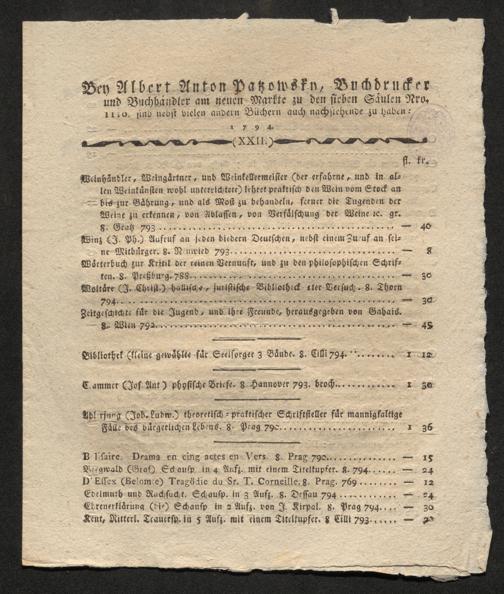 Bey Albert Anton Patzowsky, Buchdrucker
und Buchhändler am neuen Markte zu den sieben Säulen Nro.
1110. sind nebst vielen andern Büchern auch nachstehende zu haben:
1794.
(XXII.)
fl. kr.
Weinhändler, Weingärtner, und Weinkellermeister (der erfahrne, und in al-
len Weinkünsten wohl unterrichtete) lehret praktisch den Wein vom Stock an
bis zur Gährung, und als Most zu behandeln, ferner die Tugenden der
Weine zu erkennen, von Ablassen, von Verfälschung der Weine ec. gr.
8. Gratz 793 — 40
Winz (J. Ph.) Aufruf an jeden biedern Deutschen, nebst einem Zuruf an sei-
ne Mitbürger. 8. Neuwied 793. — 8
Wörterbuch zur Kritik der reinen Vernunft, und zu den philosophischen Schrif-
ten. 8. Preßburg. 788. — 30
Woltäre (J. Christ.) hallische, juristische Bibliotheck 1ter Versuch. 8. Thorn
794. — 30
Zeitgeschichte für die Jugend, und ihre Freunde, herausgegeben von Gahais.
8. Wien 792. — 45
Bibliothek (kleine gewählte für Seelsorger 3 Bände. 8. Cilli 794. 1 12
Cammer (Jos. Ant) physische Briefe. 8 Hannover 793. broch. 1 30
(Joh. Ludw.) theoretisch-praktischer Schriftsteller für mannigfaltige
Fälle des bürgerlichen Lebens. 8. Prag 790. 1 36
Belisaire. Drama en cinq actes en Vers. 8. Prag 790. — 15
(Graf) Schausp. in 4 Aufz. mit einem Titelkupfer. 8. 794. — 24
D'Essex (Le Comte) Tragödie du Sr. T. Corneille. 8. Prag. 769 — 12
Edelmuth und Rachsucht. Schausp. in 3 Aufz. 8. Dessau 794 — 24
Ehrenerklärung (die) Schausp in 2 Aufz. von J. Kirpal. 8. Prag 794. — 30
Kent, Ritterl. Trauersp. in 5 Aufz. mit einem Titelkupfer. 8 Cilli 793. — 30